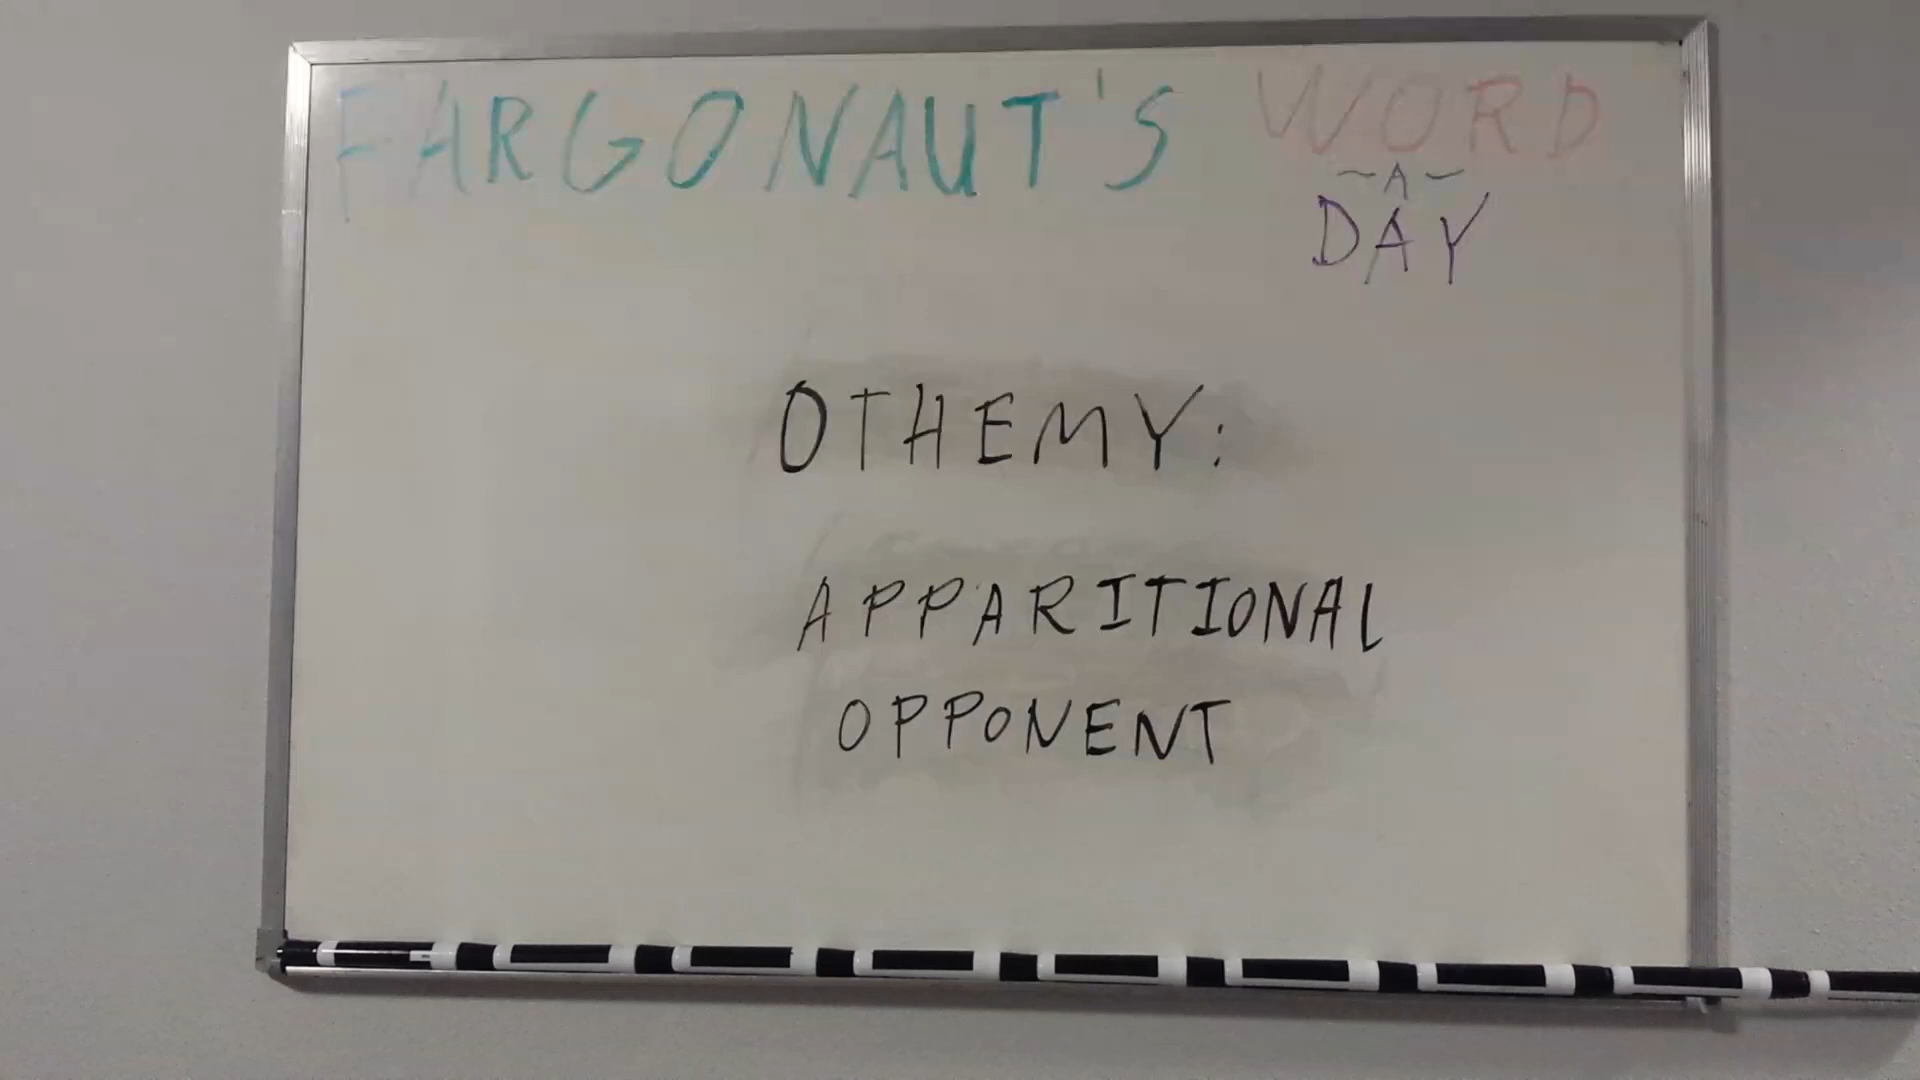 FARGONAUT'S WORD
~A~
DAY
OTHEMY:
APPARITIONAL
OPPONENT